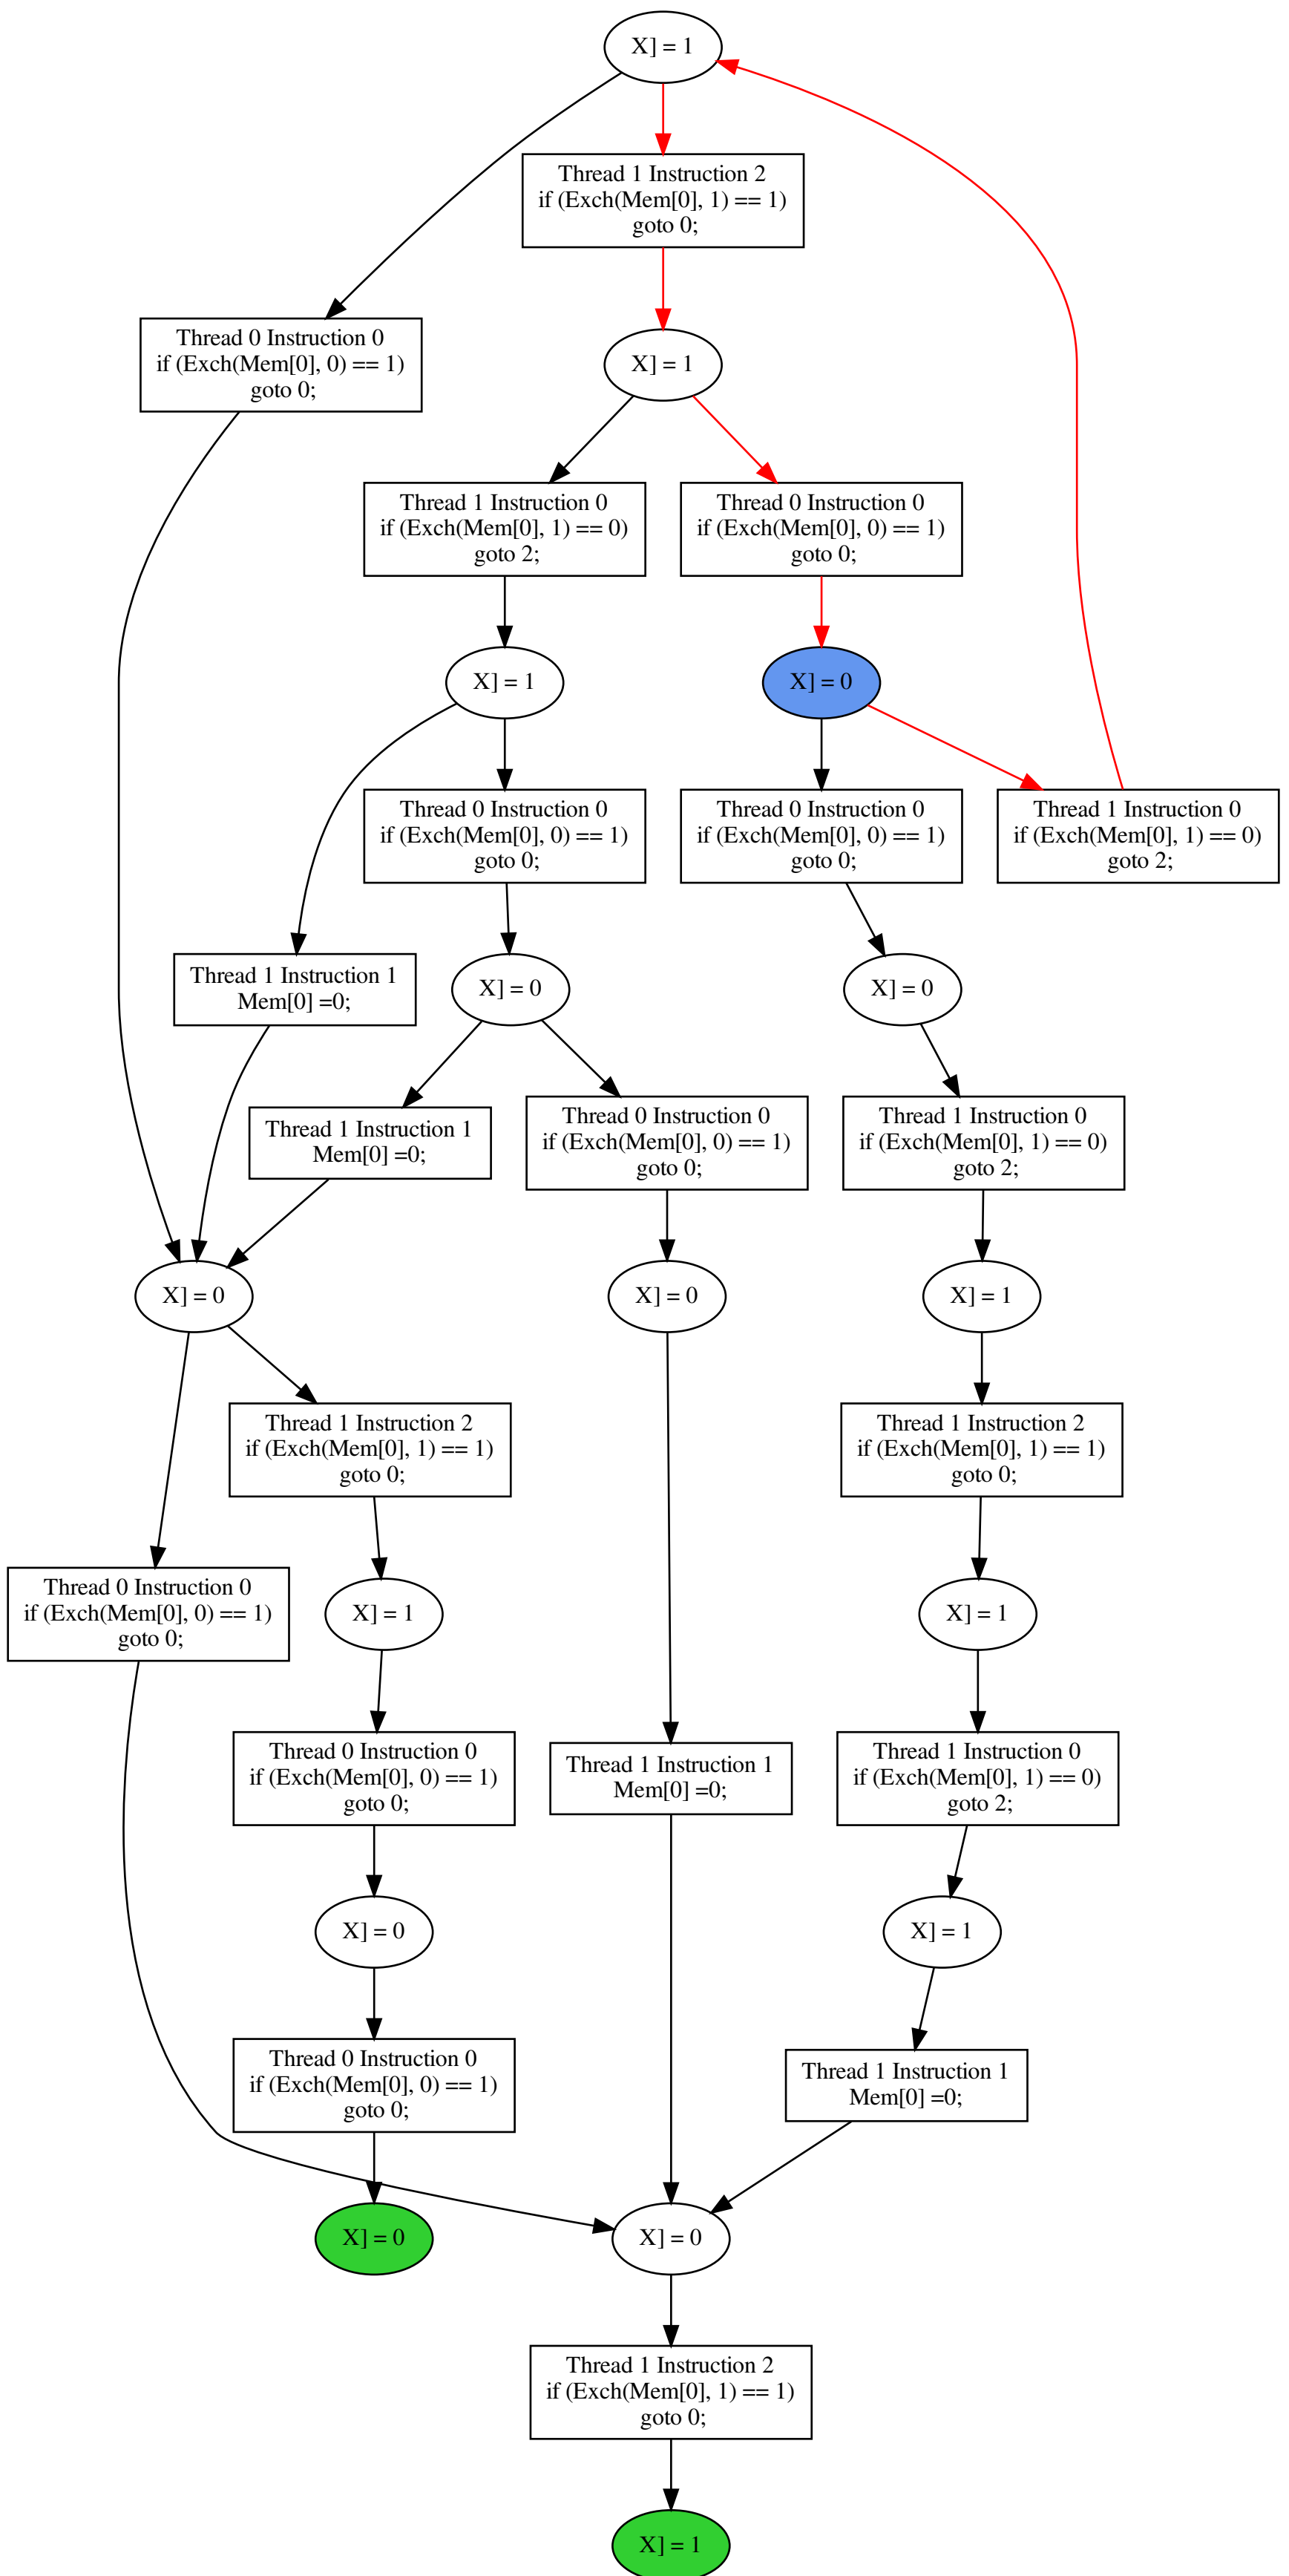 X] = 1
Thread 1 Instruction 2
if (Exch(Mem[0], 1) == 1)
goto 0;
Thread 0 Instruction 0
if (Exch(Mem[0], 0) == 1)
goto 0;
X] = 1
Thread 1 Instruction 0
if (Exch(Mem[0], 1) == 0)
goto 2;
Thread 0 Instruction 0
if (Exch(Mem[0], 0) == 1)
goto 0;
X] = 1
X] = 0
Thread 0 Instruction 0
if (Exch(Mem[0], 0) == 1)
goto 0;
Thread 0 Instruction 0
if (Exch(Mem[0], 0) == 1)
goto 0;
Thread 1 Instruction 0
if (Exch(Mem[0], 1) == 0)
goto 2;
Thread 1 Instruction 1
Mem[0] =0;
X] = 0
X] = 0
Thread 1 Instruction 1
Mem[0] =0;
Thread 0 Instruction 0
if (Exch(Mem[0], 0) == 1)
goto 0;
Thread 1 Instruction 0
if (Exch(Mem[0], 1) == 0)
goto 2;
X] = 0
X] = 0
X] = 1
Thread 1 Instruction 2
if (Exch(Mem[0], 1) == 1)
goto 0;
Thread 1 Instruction 2
if (Exch(Mem[0], 1) == 1)
goto 0;
Thread 0 Instruction 0
if (Exch(Mem[0], 0) == 1)
goto 0;
X] = 1
X] = 1
Thread 0 Instruction 0
if (Exch(Mem[0], 0) == 1)
goto 0;
Thread 1 Instruction 1
Mem[0] =0;
Thread 1 Instruction 0
if (Exch(Mem[0], 1) == 0)
goto 2;
X] = 0
X] = 1
Thread 0 Instruction 0
if (Exch(Mem[0], 0) == 1)
goto 0;
Thread 1 Instruction 1
Mem[0] =0;
X] = 0
X] = 0
Thread 1 Instruction 2
if (Exch(Mem[0], 1) == 1)
goto 0;
X] = 1